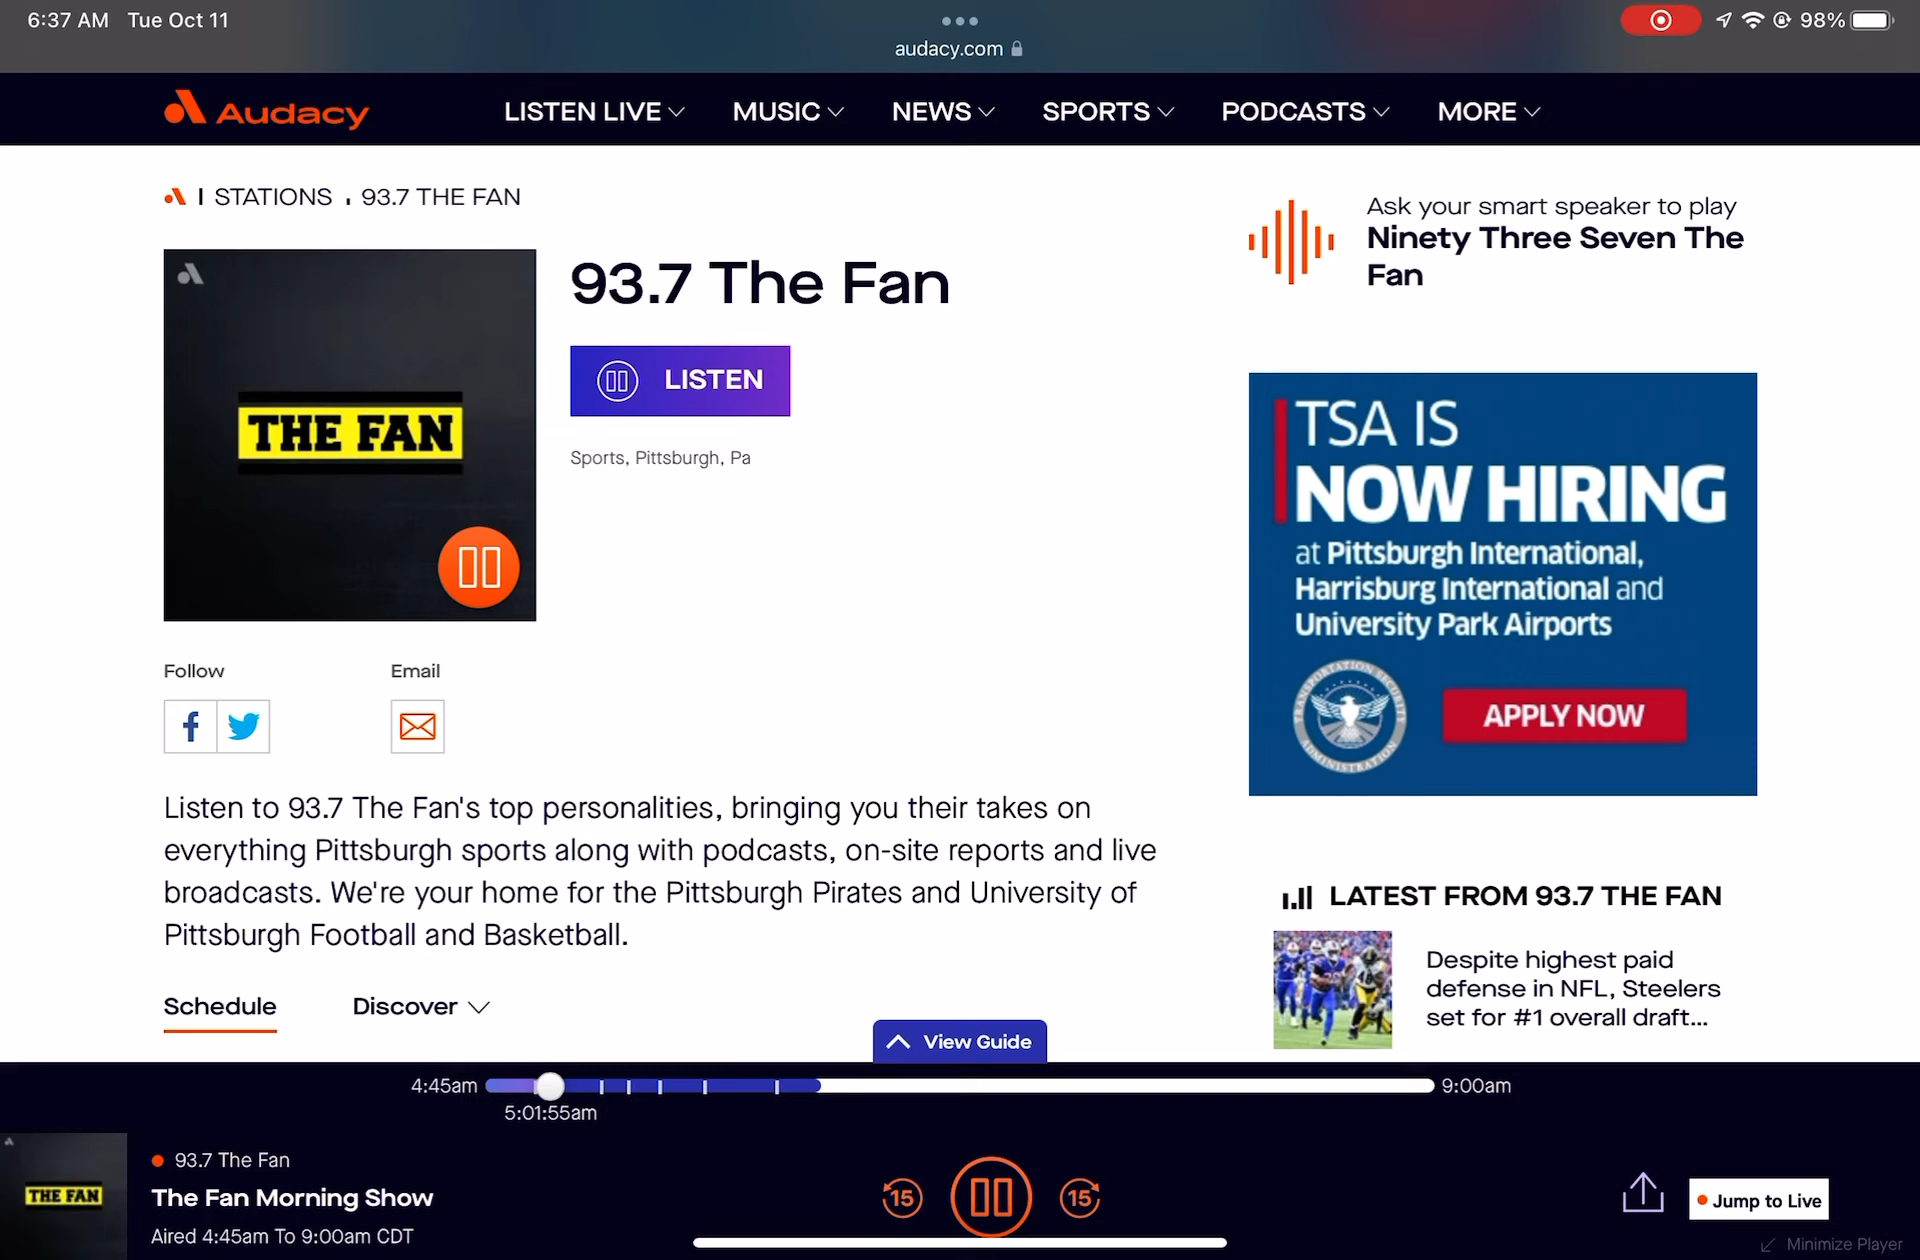 6:37 AM Tue Oct 11
98%
audacy.com
Audacy
LISTEN LIVE
MUSIC
NEWS
SPORTS
PODCASTS
MORE
STATIONS
93.7 THE FAN
THE FAN
93.7 The Fan
LISTEN
Sports, Pittsburgh, Pa
Follow
Email
Listen to 93.7 The Fan's top personalities, bringing you their takes on
everything Pittsburgh sports along with podcasts, on-site reports and live
broadcasts. We're your home for the Pittsburgh Pirates and University of
Pittsburgh Football and Basketball.
Schedule
Discover
Ask your smart speaker to play
Ninety Three Seven The
Fan
TSA IS
NOW HIRING
at Pittsburgh International,
Harrisburg International and
University Park Airports
TRANSPORTATION SECURITY
ADMINISTRATION
APPLY NOW
LATEST FROM 93.7 THE FAN
Despite highest paid
defense in NFL, Steelers
set for #1 overall draft...
View Guide
4:45am
9:00am
5:01:55am
THE FAN
93.7 The Fan
The Fan Morning Show
Aired 4:45am To 9:00am CDT
15
15
Jump to Live
Minimize Player